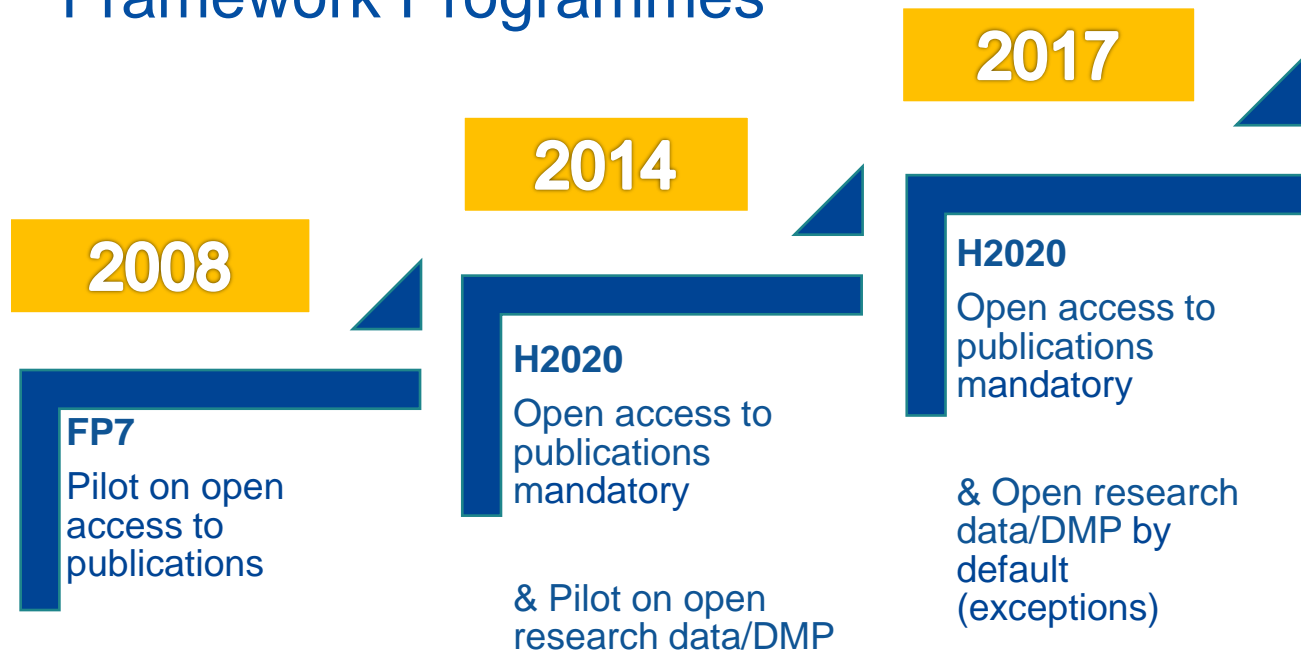 Framework Programmes
2008
FP7
Pilot on open
access to
publications
2014
H2020
Open access to
publications
mandatory
& Pilot on open
research data/DMP
2017
H2020
Open access to
publications
mandatory
& Open research
data/DMP by
default
(exceptions)